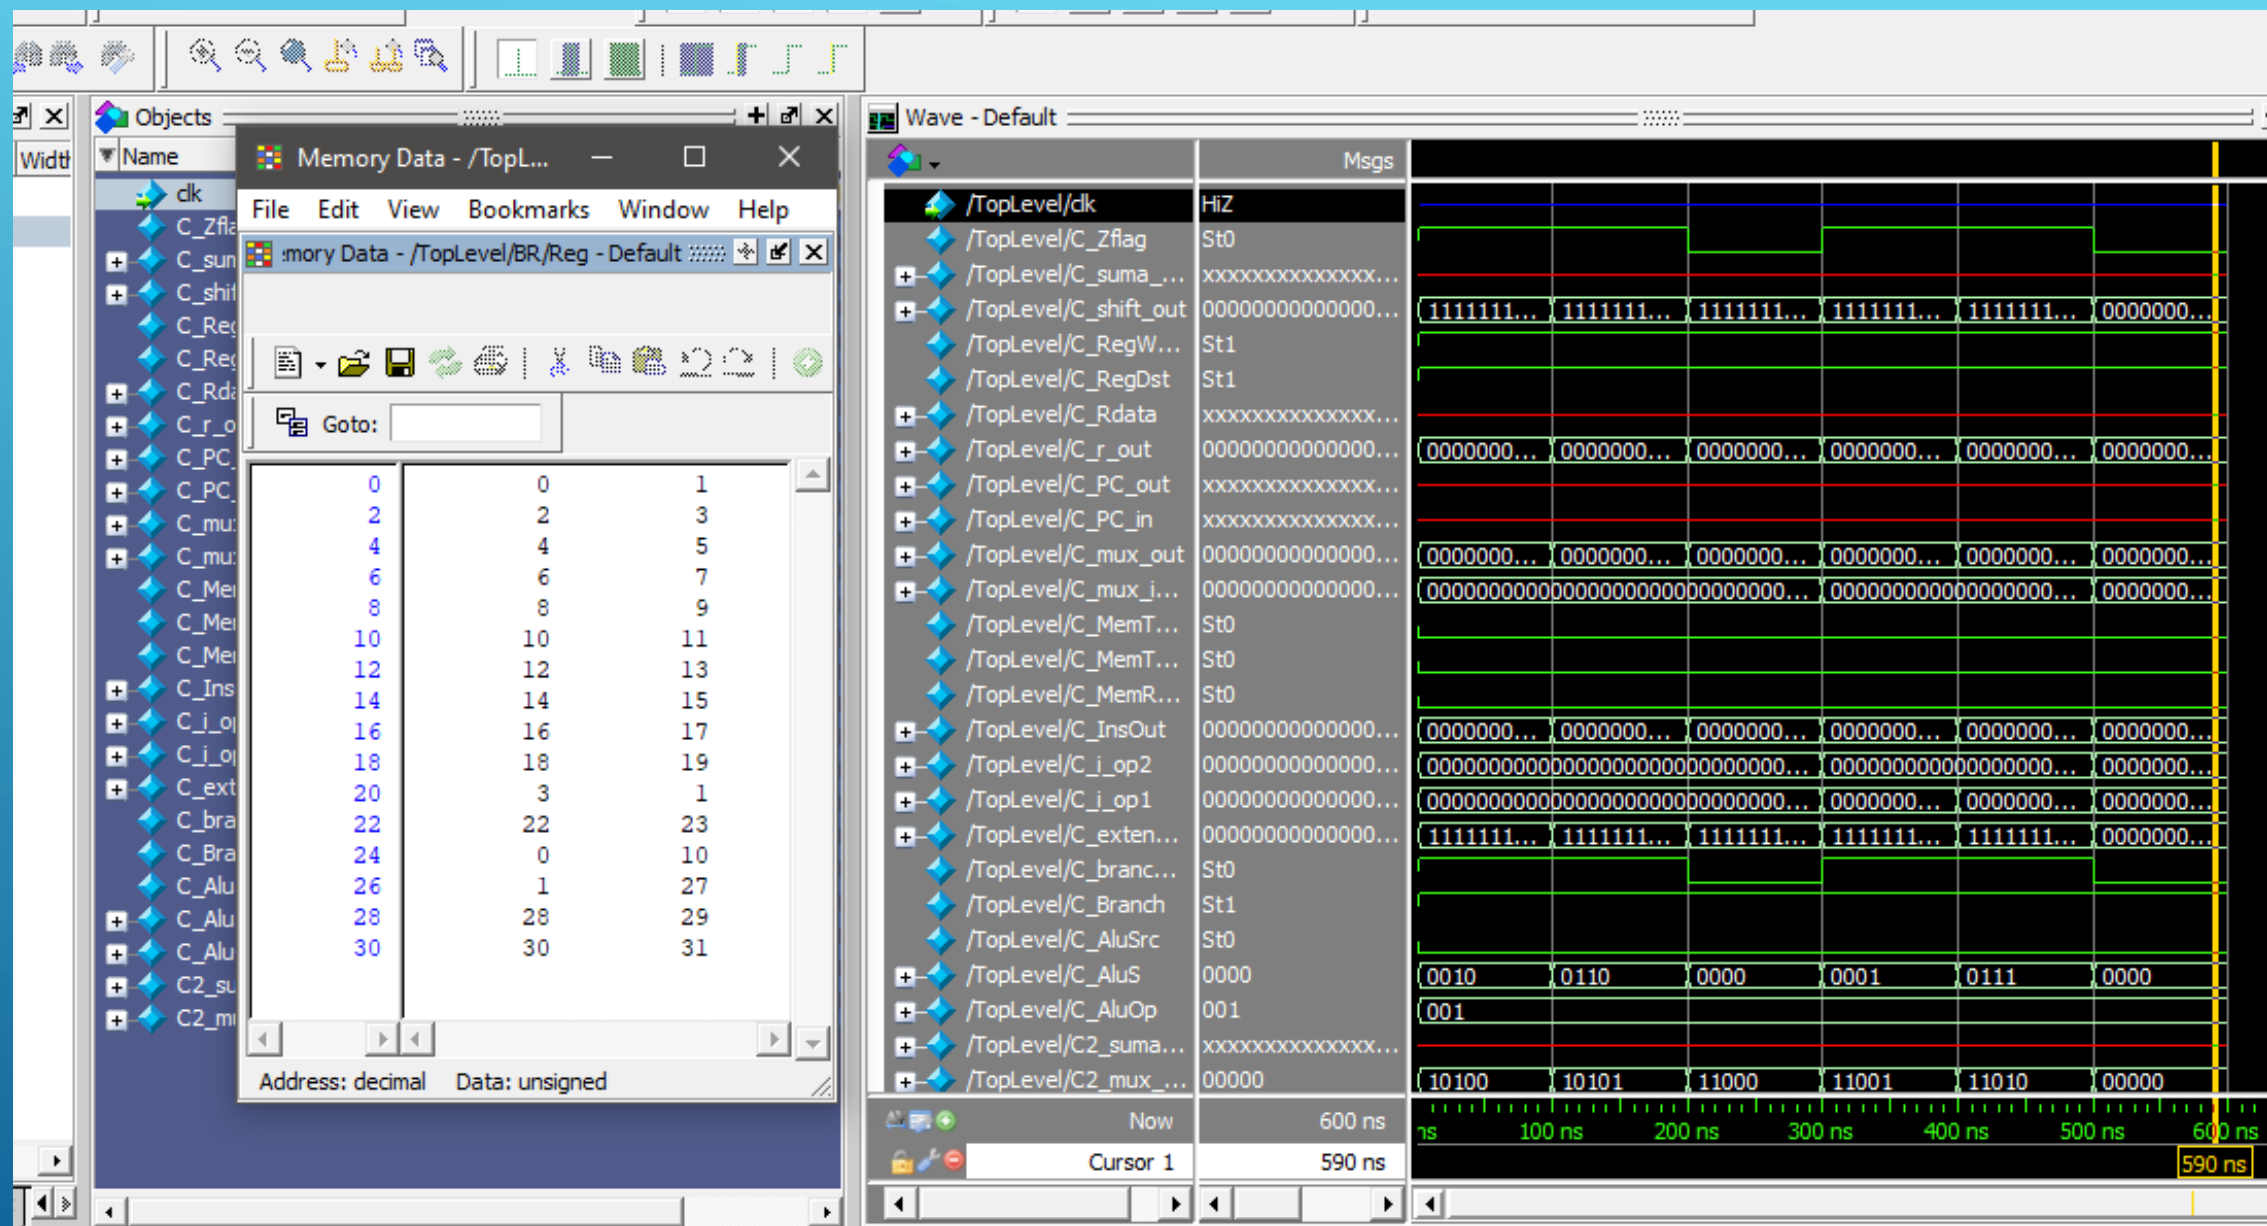 Objects
Wave - Default
Width
Name
clk
C_Zfla
C_sum
C_shif
C_Reg
C_Reg
C_Rda
C_r_o
C_PC_
C_PC_
C_mu
C_mu
C_Mer
C_Mer
C_Mer
C_Ins
C_i_op
C_i_op
C_ext
C_bra
C_Bra
C_Alu
C_Alu
C_Alu
C2_su
C2_mu
Memory Data - /TopL...
File Edit View Bookmarks Window Help
emory Data - /TopLevel/BR/Reg - Default
Goto:
0 0 1
2 2 3
4 4 5
6 6 7
8 8 9
10 10 11
12 12 13
14 14 15
16 16 17
18 18 19
20 3 1
22 22 23
24 0 10
26 1 27
28 28 29
30 30 31
Address: decimal Data: unsigned
Msgs
/TopLevel/clk HiZ
/TopLevel/C_Zflag St0
/TopLevel/C_suma_... xxxxxxxxxxxxxx...
/TopLevel/C_shift_out 00000000000000... 1111111... 1111111... 1111111... 1111111... 1111111... 0000000...
/TopLevel/C_RegW... St1
/TopLevel/C_RegDst St1
/TopLevel/C_Rdata xxxxxxxxxxxxxx...
/TopLevel/C_r_out 00000000000000... 0000000... 0000000... 0000000... 0000000... 0000000... 0000000...
/TopLevel/C_PC_out xxxxxxxxxxxxxx...
/TopLevel/C_PC_in xxxxxxxxxxxxxx...
/TopLevel/C_mux_out 00000000000000... 0000000... 0000000... 0000000... 0000000... 0000000... 0000000...
/TopLevel/C_mux_i... 00000000000000... 000000000000000000000000000... 00000000000000000... 0000000...
/TopLevel/C_MemT... St0
/TopLevel/C_MemT... St0
/TopLevel/C_MemR... St0
/TopLevel/C_InsOut 00000000000000... 0000000... 0000000... 0000000... 0000000... 0000000... 0000000...
/TopLevel/C_i_op2 00000000000000... 000000000000000000000000000... 00000000000000000... 0000000...
/TopLevel/C_i_op1 00000000000000... 000000000000000000000000000... 0000000... 0000000... 0000000...
/TopLevel/C_exten... 00000000000000... 1111111... 1111111... 1111111... 1111111... 1111111... 0000000...
/TopLevel/C_branc... St0
/TopLevel/C_Branch St1
/TopLevel/C_AluSrc St0
/TopLevel/C_AluS 0000 0010 0110 0000 0001 0111 0000
/TopLevel/C_AluOp 001 001
/TopLevel/C2_suma... xxxxxxxxxxxxxx...
/TopLevel/C2_mux_... 00000 10100 10101 11000 11001 11010 00000
Now 600 ns ns 100 ns 200 ns 300 ns 400 ns 500 ns 600 ns
Cursor 1 590 ns 590 ns